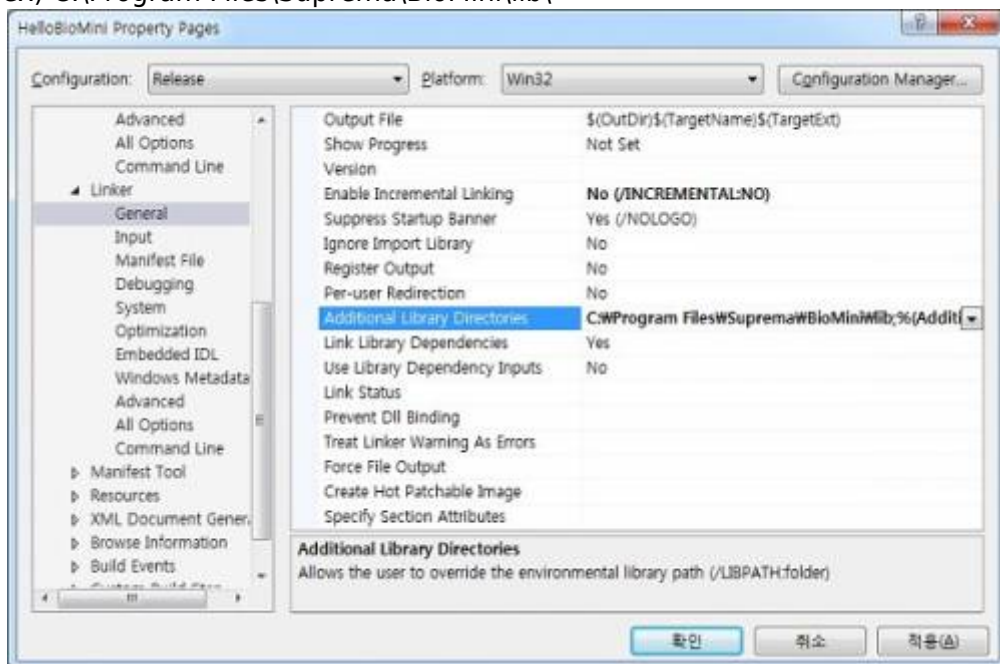 HelloBioMini Property Pages
Configuration: Release Platform: Win32 Configuration Manager...
Advanced
All Options
Command Line
Linker
General
Input
Manifest File
Debugging
System
Optimization
Embedded IDL
Windows Metadata
Advanced
All Options
Command Line
Manifest Tool
Resources
XML Document Gener
Browse Information
Build Events
Output File $(OutDir)$(TargetName)$(TargetExt)
Show Progress Not Set
Version
Enable Incremental Linking No (/INCREMENTAL:NO)
Suppress Startup Banner Yes (/NOLOGO)
Ignore Import Library No
Register Output No
Per-user Redirection No
Additional Library Directories C:₩Program Files₩Suprema₩BioMini₩lib;%(Additi
Link Library Dependencies Yes
Use Library Dependency Inputs No
Link Status
Prevent Dll Binding
Treat Linker Warning As Errors
Force File Output
Create Hot Patchable Image
Specify Section Attributes
Additional Library Directories
Allows the user to override the environmental library path (/LIBPATH:folder)
확인 취소 적용(A)